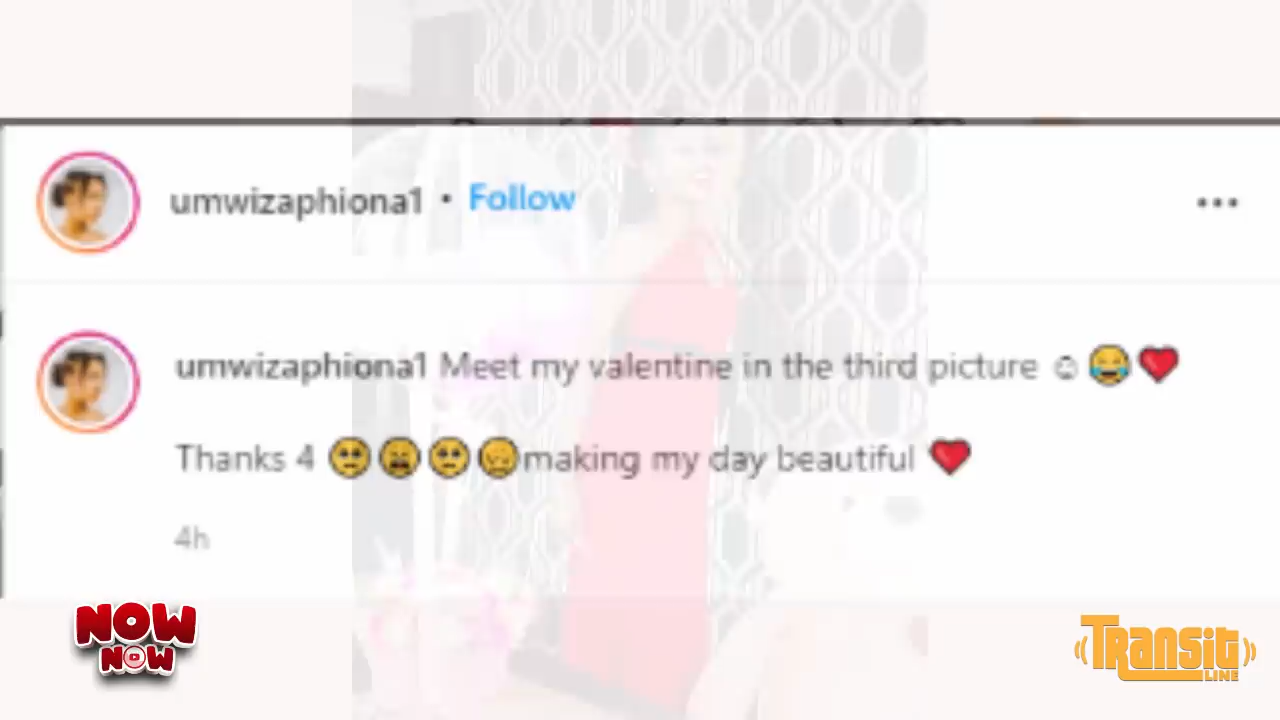 umwizaphiona1 • Follow
umwizaphiona1 Meet my valentine in the third picture ☺😂❤️
Thanks 4 🥺😩🥺😢making my day beautiful ❤️
4h
NOW
NOW
TRANSIT
LINE